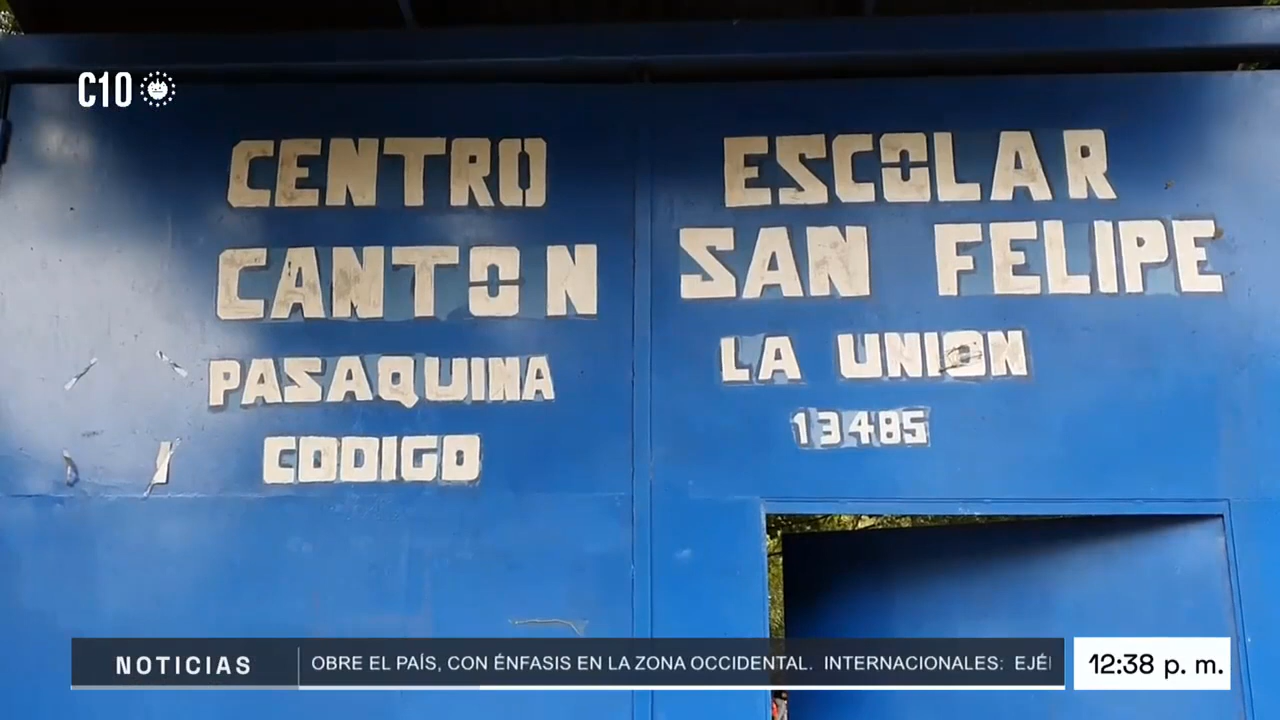 C10
CENTRO ESCOLAR
CANTON SAN FELIPE
PASAQUINA LA UNION
CODIGO 13485
NOTICIAS OBRE EL PAÍS, CON ÉNFASIS EN LA ZONA OCCIDENTAL. INTERNACIONALES: EJÉ 12:38 p. m.